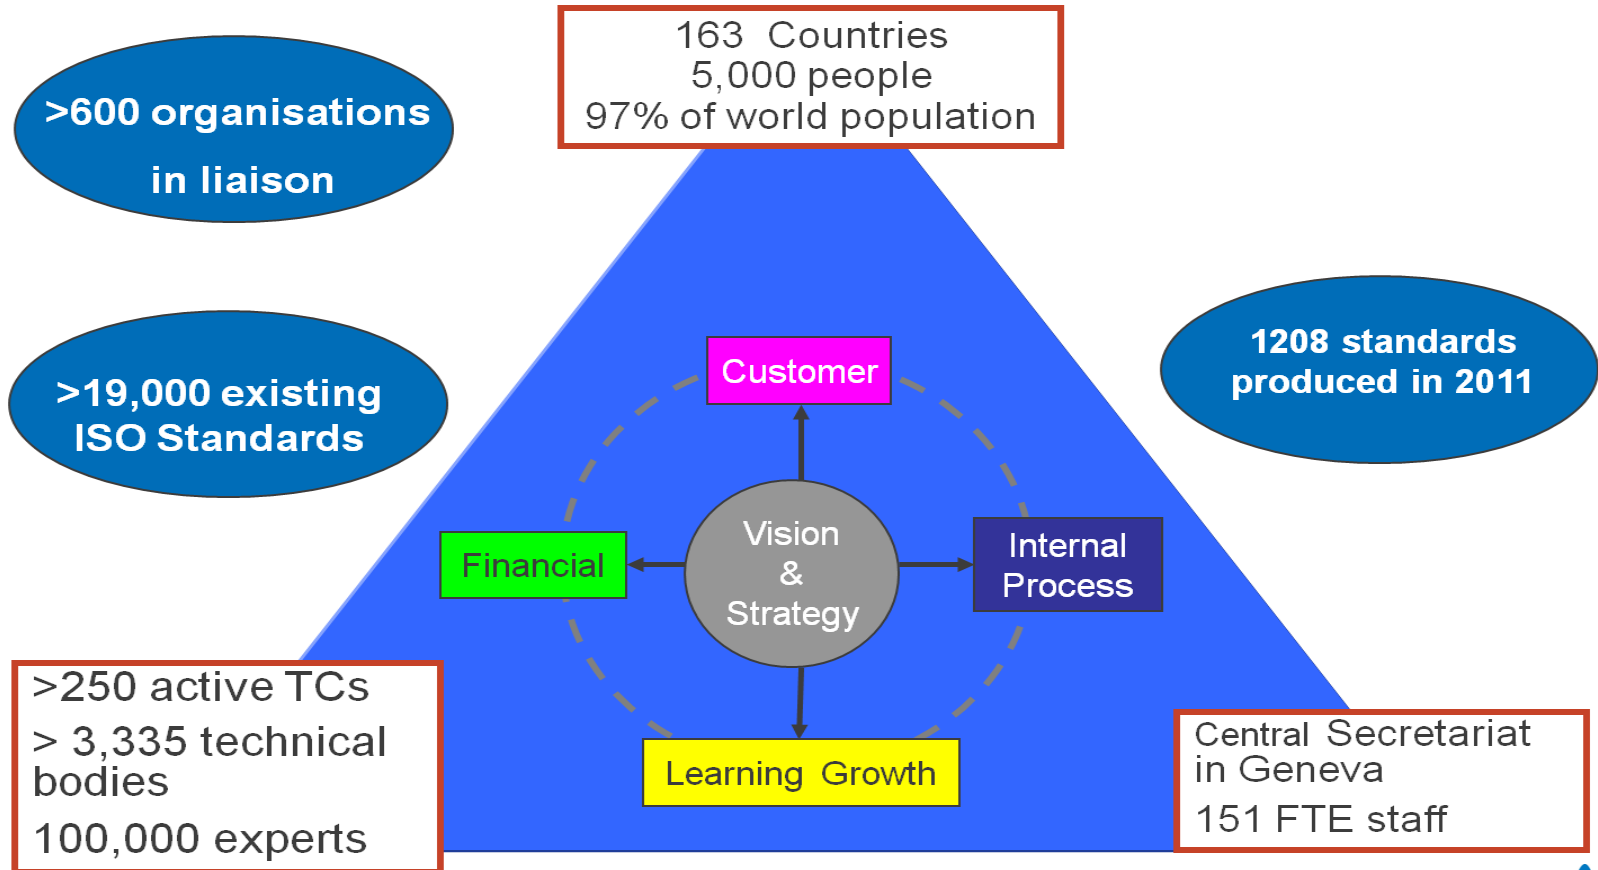 163 Countries
5,000 people
97% of world population
>600 organisations
in liaison
>19,000 existing
ISO Standards
1208 standards
produced in 2011
Customer
Financial
Vision
&
Strategy
Internal
Process
Learning Growth
>250 active TCs
> 3,335 technical
bodies
100,000 experts
Central Secretariat
in Geneva
151 FTE staff